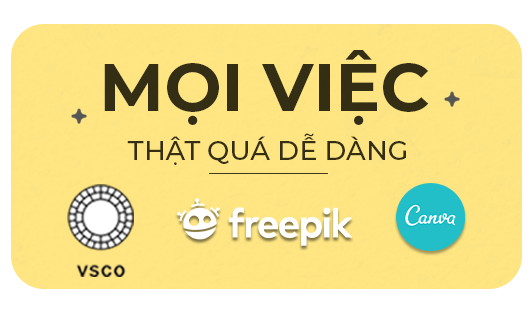 MỌI VIỆC
THẬT QUÁ DỄ DÀNG
VSCO
freepik
Canva